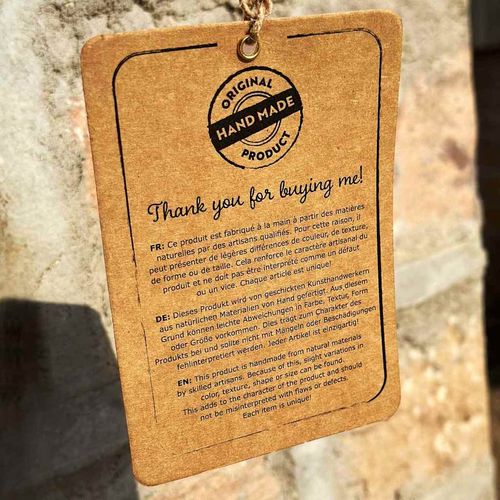 ORIGINAL
HAND MADE
PRODUCT
Thank you for buying me!
FR: Ce produit est fabriqué à la main à partir des matières
naturelles par des artisans qualifiés. Pour cette raison, il
peut présenter de légères différences de couleur, de texture,
de forme ou de taille. Cela renforce le caractère artisanal du
produit et ne doit pas être interprété comme un défaut
ou un vice. Chaque article est unique!
DE: Dieses Produkt wird von geschickten Kunsthandwerkern
aus natürlichen Materialien von Hand gefertigt. Aus diesem
Grund können leichte Abweichungen in Farbe, Textur, Form
oder Größe vorkommen. Dies trägt zum Charakter des
Produkts bei und sollte nicht mit Mängeln oder Beschädigungen
fehlinterpretiert werden. Jeder Artikel ist einzigartig!
EN: This product is handmade from natural materials
by skilled artisans. Because of this, slight variations in
color, texture, shape or size can be found.
This adds to the character of the product and should
not be misinterpreted with flaws or defects.
Each item is unique!